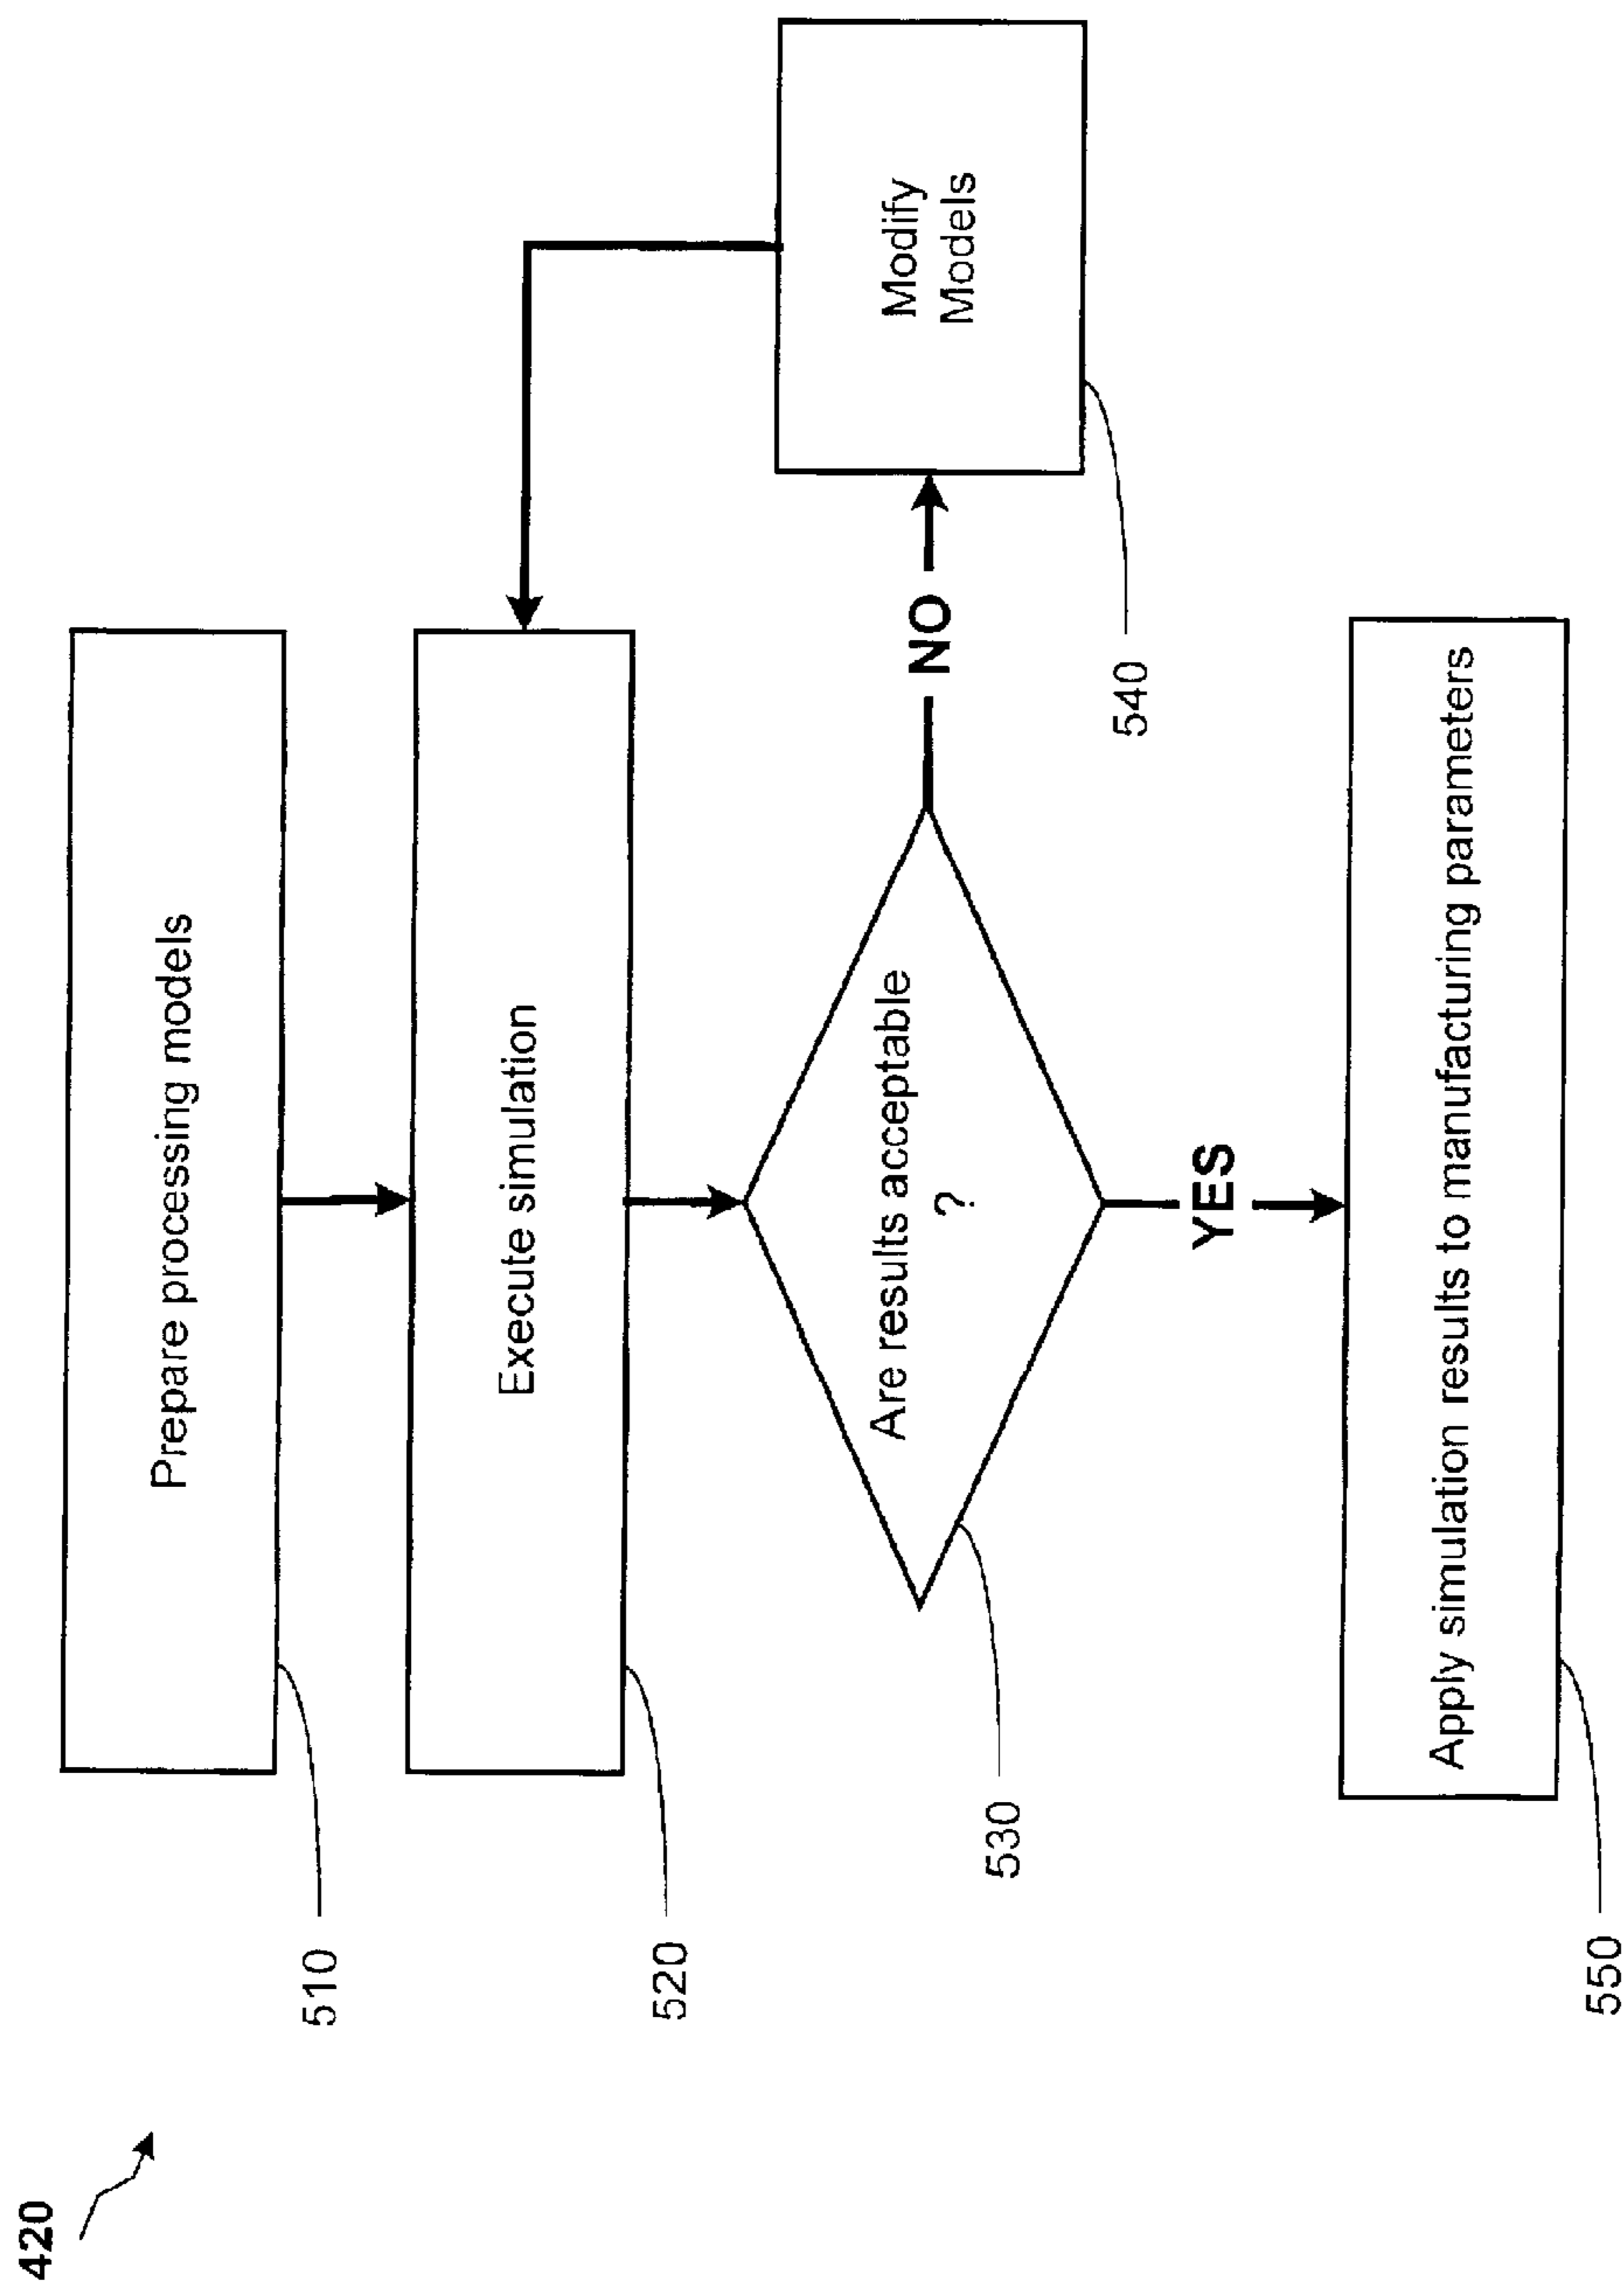 420
Prepare processing models
510
Execute simulation
520
Are results acceptable
?
530
NO
Modify
Models
540
YES
Apply simulation results to manufacturing parameters
550